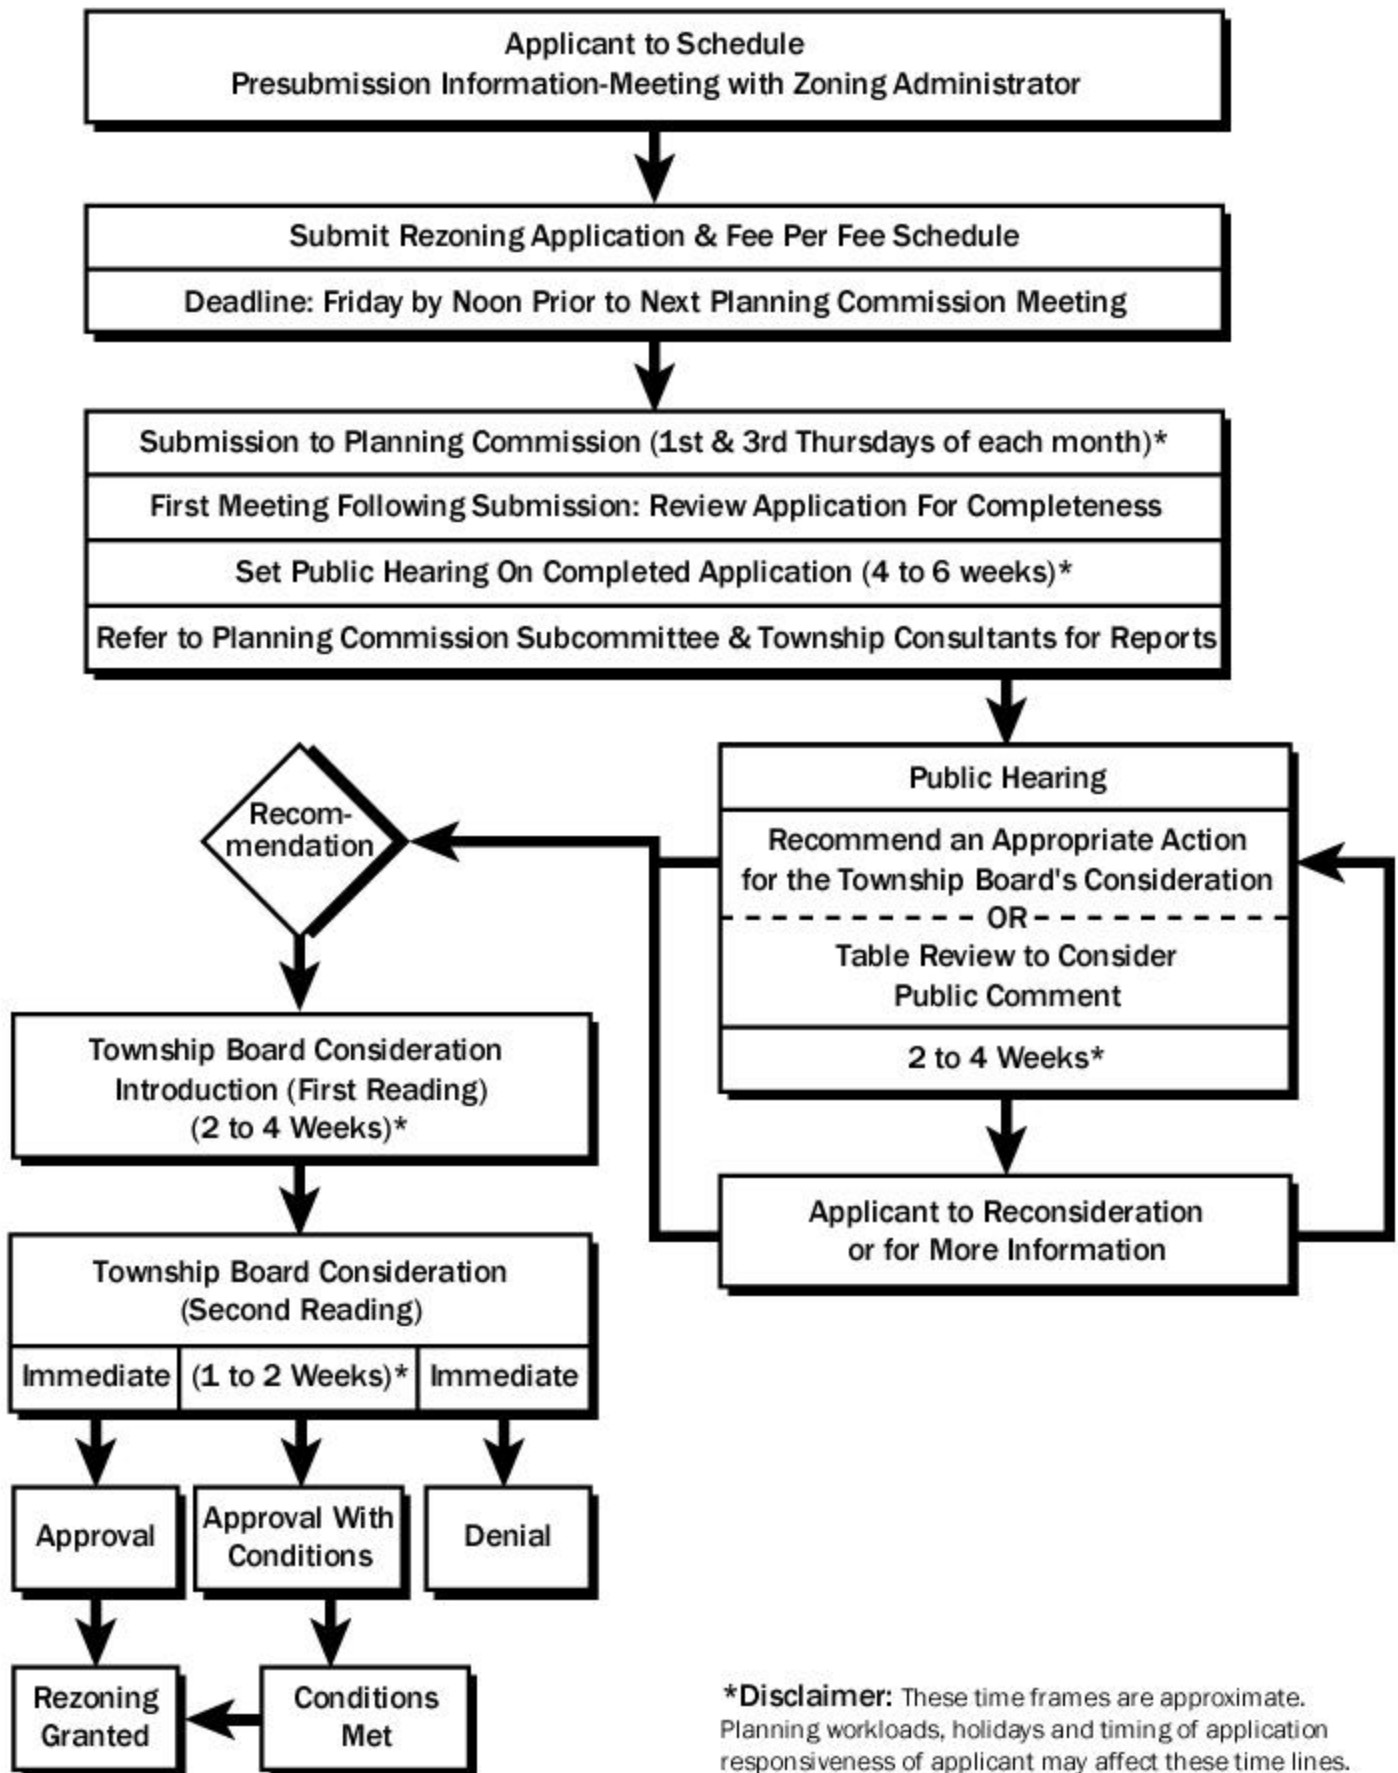 Applicant to Schedule
Presubmission Information-Meeting with Zoning Administrator
Submit Rezoning Application & Fee Per Fee Schedule
Deadline: Friday by Noon Prior to Next Planning Commission Meeting
Submission to Planning Commission (1st & 3rd Thursdays of each month)*
First Meeting Following Submission: Review Application For Completeness
Set Public Hearing On Completed Application (4 to 6 weeks)*
Refer to Planning Commission Subcommittee & Township Consultants for Reports
Public Hearing
Recommend an Appropriate Action
for the Township Board's Consideration
OR
Table Review to Consider
Public Comment
2 to 4 Weeks*
Applicant to Reconsideration
or for More Information
Recom-
mendation
Township Board Consideration
Introduction (First Reading)
(2 to 4 Weeks)*
Township Board Consideration
(Second Reading)
Immediate
(1 to 2 Weeks)*
Immediate
Approval
Approval With
Conditions
Denial
Rezoning
Granted
Conditions
Met
*Disclaimer: These time frames are approximate.
Planning workloads, holidays and timing of application
responsiveness of applicant may affect these time lines.